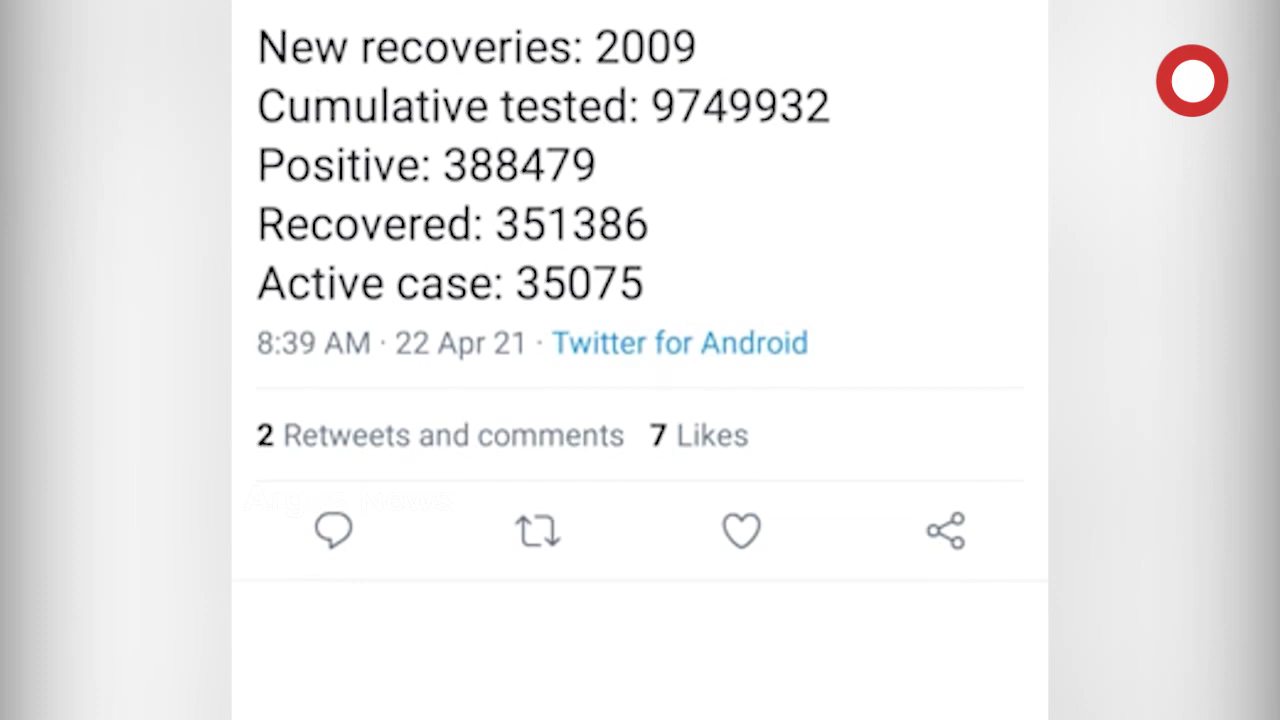 New recoveries: 2009
Cumulative tested: 9749932
Positive: 388479
Recovered: 351386
Active case: 35075
8:39 AM · 22 Apr 21 · Twitter for Android
2 Retweets and comments 7 Likes
News